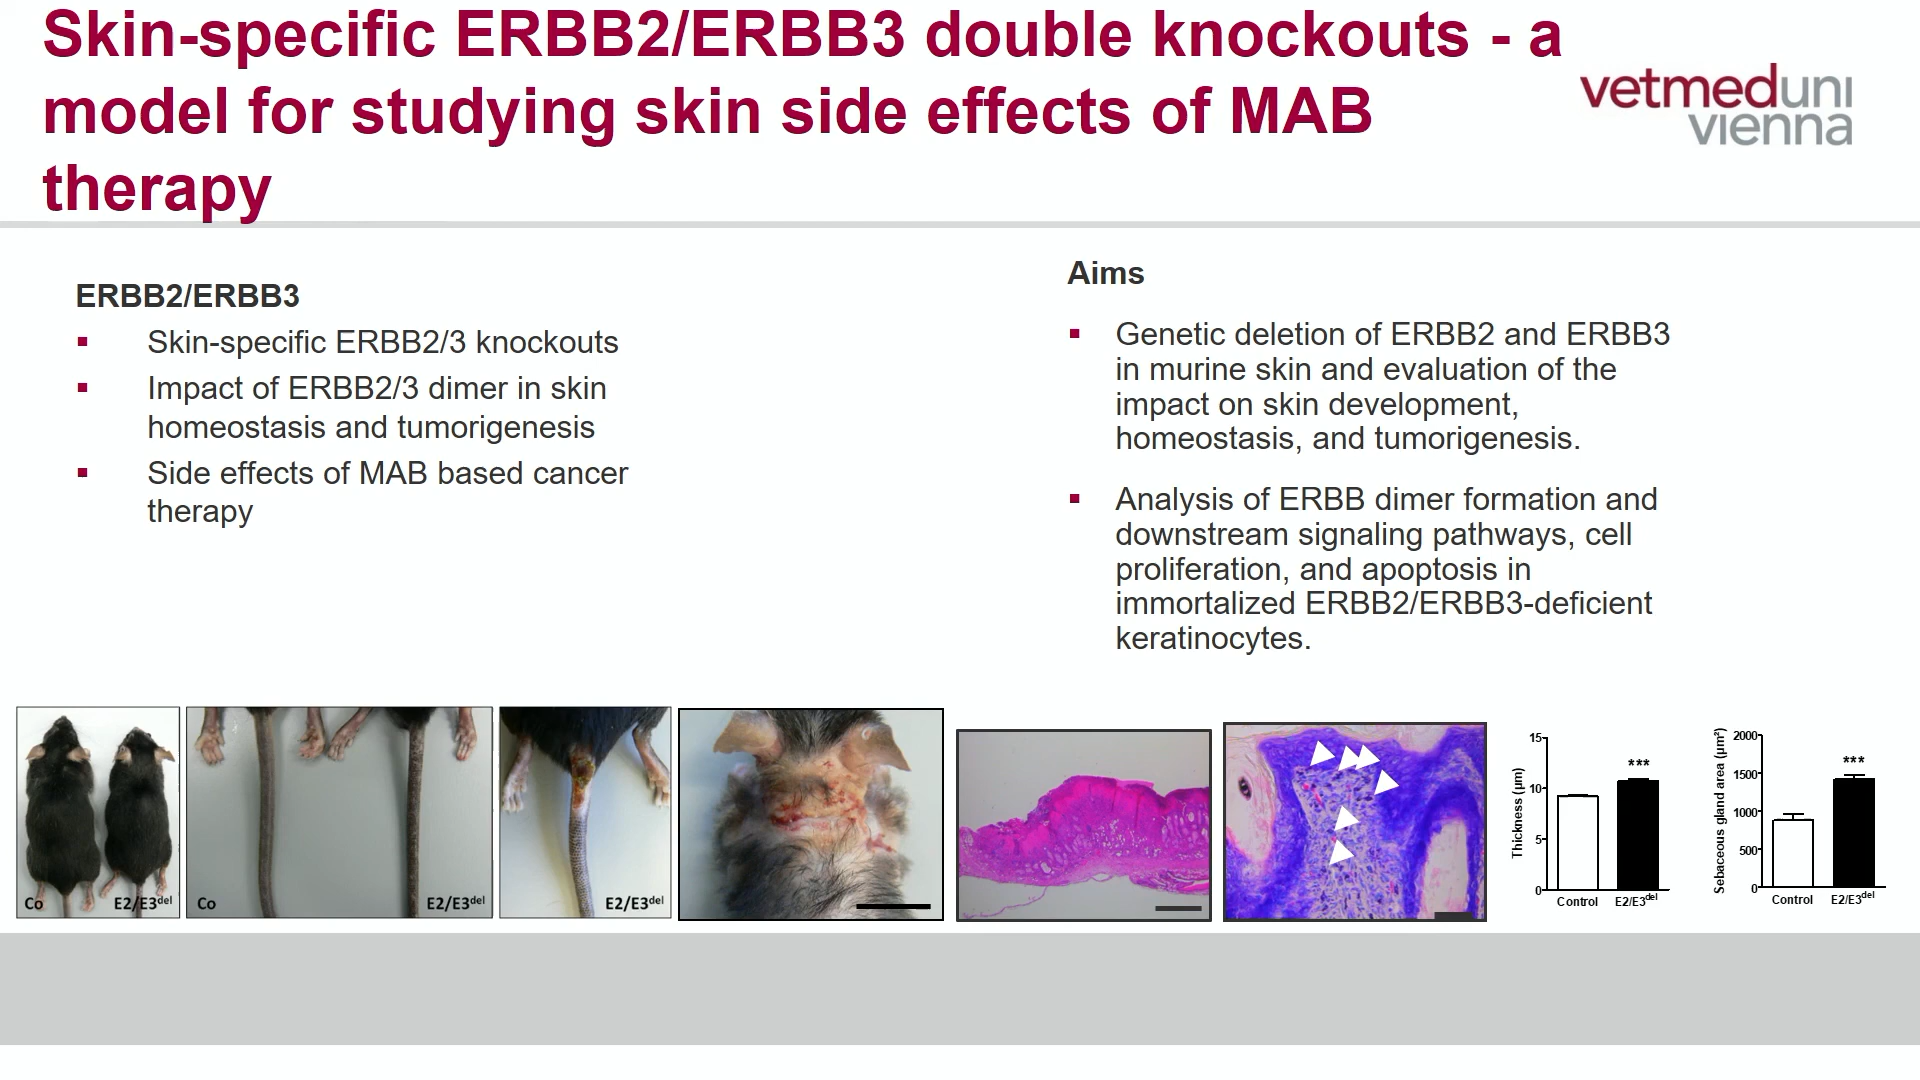 Skin-specific ERBB2/ERBB3 double knockouts - a
model for studying skin side effects of MAB
therapy
vetmeduni
vienna
ERBB2/ERBB3
▪ Skin-specific ERBB2/3 knockouts
▪ Impact of ERBB2/3 dimer in skin
homeostasis and tumorigenesis
▪ Side effects of MAB based cancer
therapy
Aims
▪ Genetic deletion of ERBB2 and ERBB3
in murine skin and evaluation of the
impact on skin development,
homeostasis, and tumorigenesis.
▪ Analysis of ERBB dimer formation and
downstream signaling pathways, cell
proliferation, and apoptosis in
immortalized ERBB2/ERBB3-deficient
keratinocytes.
Co E2/E3del
Co E2/E3del
E2/E3del
Thickness (µm)
15
10
5
0
***
Control E2/E3del
Sebaceous gland area (µm²)
2000
1500
1000
500
0
***
Control E2/E3del